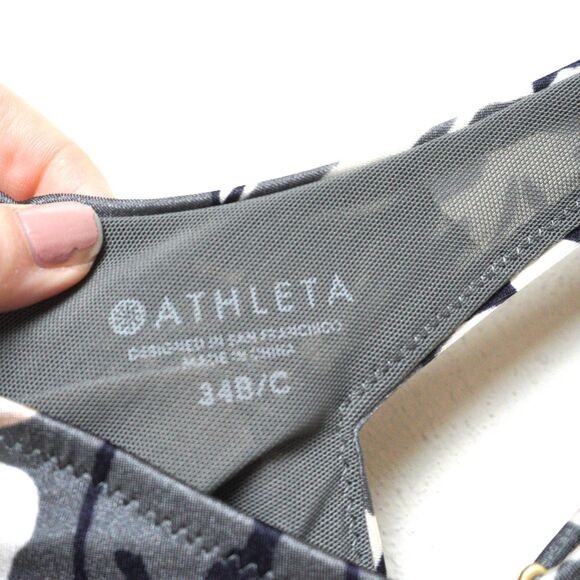 ATHLETA
DESIGNED IN SAN FRANCISCO
MADE IN CHINA
34B/C